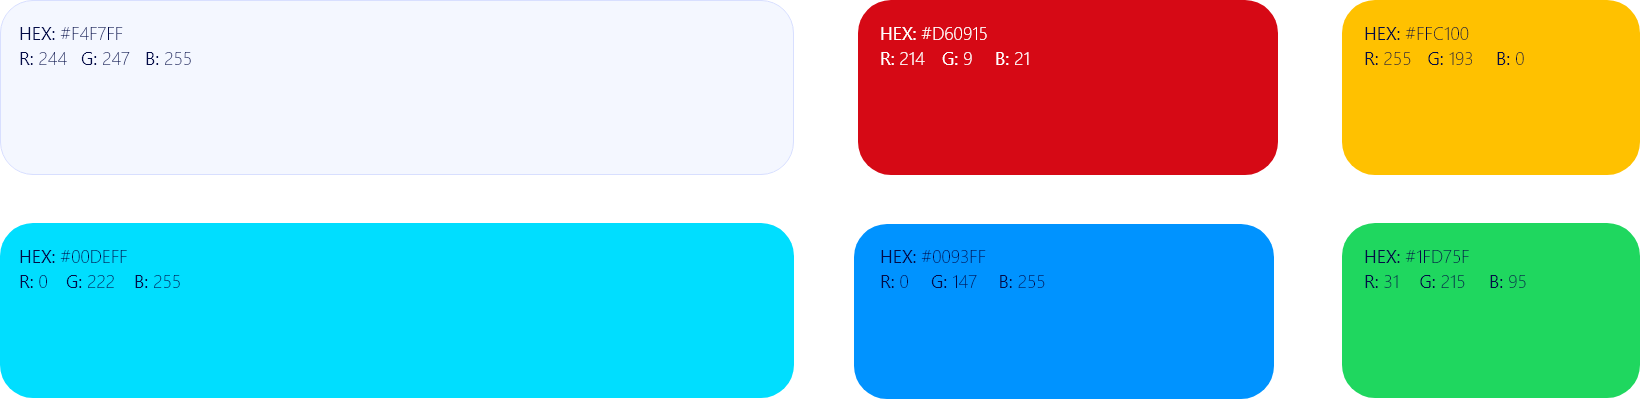 HEX: #F4F7FF
R: 244 G: 247 B: 255
HEX: #D60915
R: 214 G: 9 B: 21
HEX: #FFC100
R: 255 G: 193 B: 0
HEX: #00DEFF
R: 0 G: 222 B: 255
HEX: #0093FF
R: 0 G: 147 B: 255
HEX: #1FD75F
R: 31 G: 215 B: 95